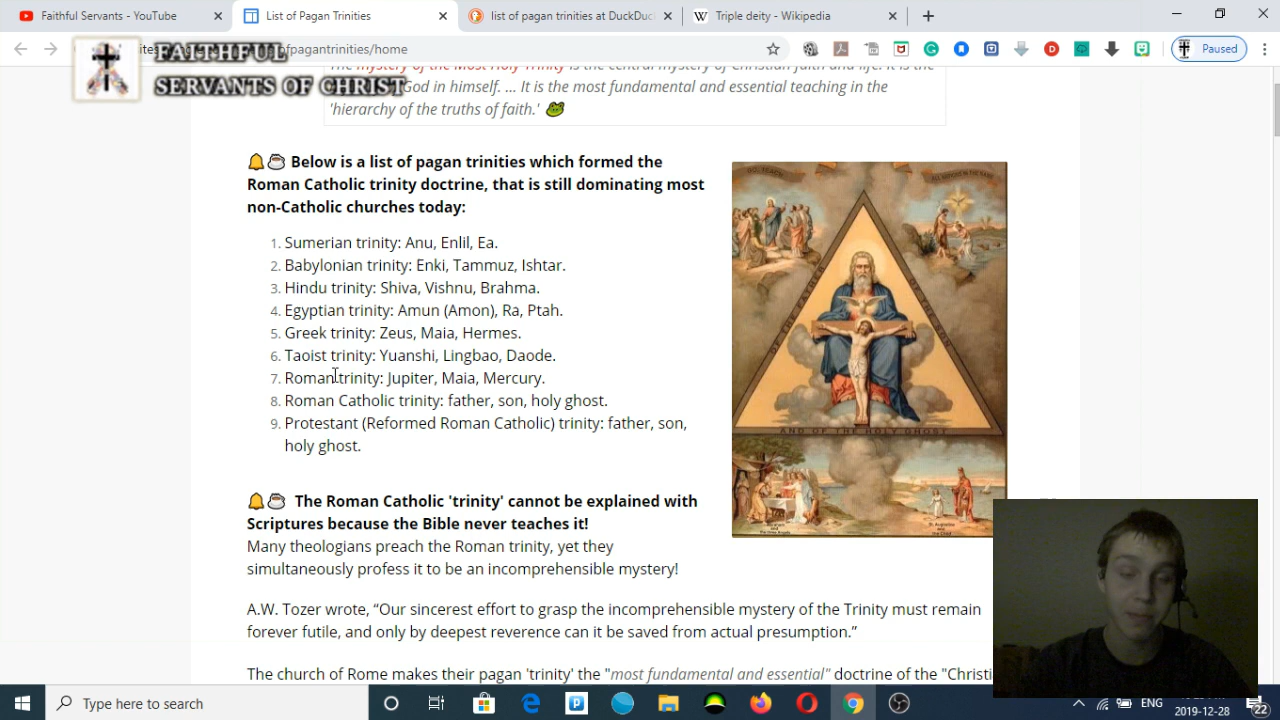 Faithful Servants - YouTube
List of Pagan Trinities
list of pagan trinities at DuckDuc
Triple deity - Wikipedia
ofpagantrinities/home
Paused
FAITHFUL
SERVANTS OF CHRIST
God in himself. ... It is the most fundamental and essential teaching in the
'hierarchy of the truths of faith.'
Below is a list of pagan trinities which formed the
Roman Catholic trinity doctrine, that is still dominating most
non-Catholic churches today:
1. Sumerian trinity: Anu, Enlil, Ea.
2. Babylonian trinity: Enki, Tammuz, Ishtar.
3. Hindu trinity: Shiva, Vishnu, Brahma.
4. Egyptian trinity: Amun (Amon), Ra, Ptah.
5. Greek trinity: Zeus, Maia, Hermes.
6. Taoist trinity: Yuanshi, Lingbao, Daode.
7. Roman trinity: Jupiter, Maia, Mercury.
8. Roman Catholic trinity: father, son, holy ghost.
9. Protestant (Reformed Roman Catholic) trinity: father, son,
holy ghost.
AND OF THE HOLY GHOST
The Roman Catholic 'trinity' cannot be explained with
Scriptures because the Bible never teaches it!
Many theologians preach the Roman trinity, yet they
simultaneously profess it to be an incomprehensible mystery!
A.W. Tozer wrote, “Our sincerest effort to grasp the incomprehensible mystery of the Trinity must remain
forever futile, and only by deepest reverence can it be saved from actual presumption.”
The church of Rome makes their pagan 'trinity' the "most fundamental and essential" doctrine of the "Christi
Type here to search
ENG
2019-12-28
22